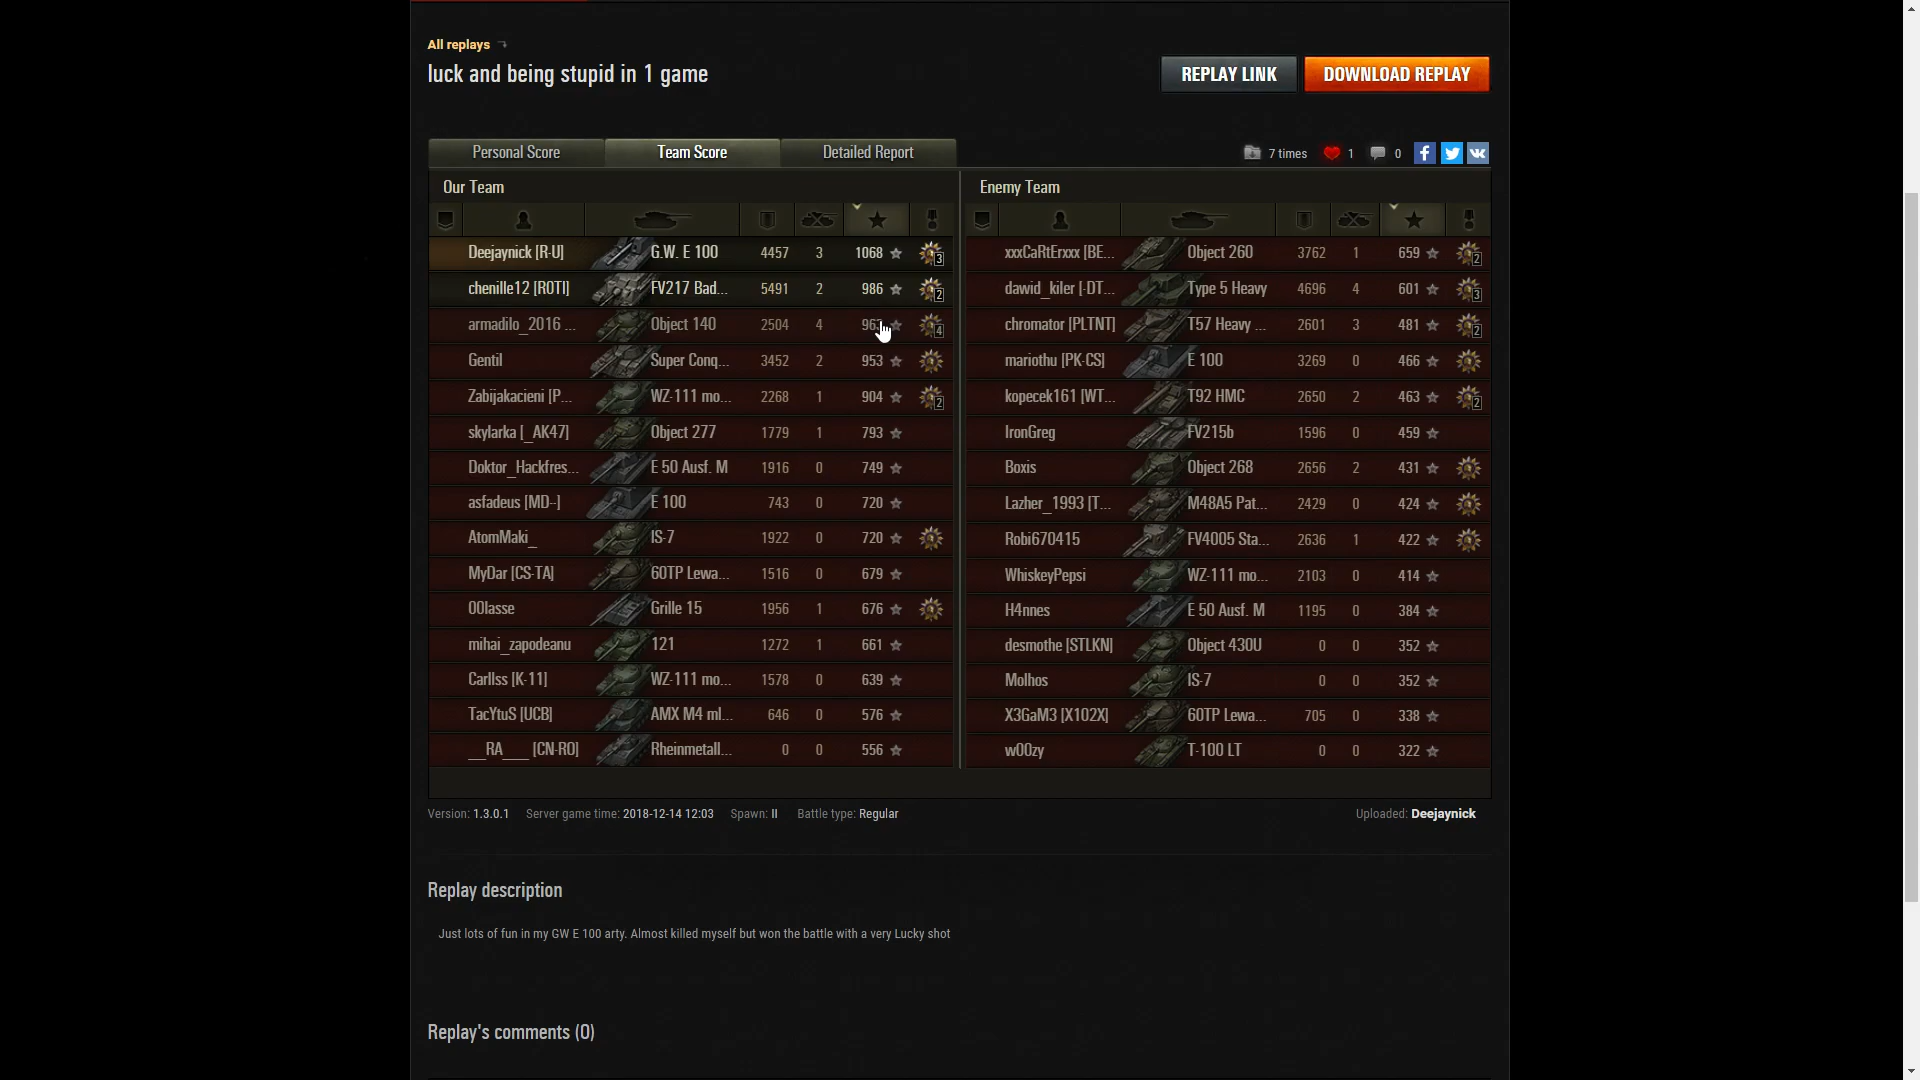 All replays
luck and being stupid in 1 game
REPLAY LINK
DOWNLOAD REPLAY
Personal Score
Team Score
Detailed Report
7 times
1
0
Our Team
Enemy Team
Deejaynick [R-U] G.W. E 100 4457 3 1068 3
xxxCaRtErxxx [BE... Object 260 3762 1 659 2
chenille12 [ROTI] FV217 Bad... 5491 2 986 2
dawid_kiler [-DT... Type 5 Heavy 4696 4 601 3
armadilo_2016 ... Object 140 2504 4 4
chromator [PLTNT] T57 Heavy ... 2601 3 481 2
Gentil Super Conq... 3452 2 953
mariothu [PK-CS] E 100 3269 0 466
Zabijakacieni [P... WZ-111 mo... 2268 1 904 2
kopecek161 [WT... T92 HMC 2650 2 463 2
skylarka [_AK47] Object 277 1779 1 793
IronGreg FV215b 1596 0 459
Doktor_Hackfres... E 50 Ausf. M 1916 0 749
Boxis Object 268 2656 2 431
asfadeus [MD--] E 100 743 0 720
Lazher_1993 [T... M48A5 Pat... 2429 0 424
AtomMaki_ IS-7 1922 0 720
Robi670415 FV4005 Sta... 2636 1 422
MyDar [CS-TA] 60TP Lewa... 1516 0 679
WhiskeyPepsi WZ-111 mo... 2103 0 414
00lasse Grille 15 1956 1 676
H4nnes E 50 Ausf. M 1195 0 384
mihai_zapodeanu 121 1272 1 661
desmothe [STLKN] Object 430U 0 0 352
Carllss [K-11] WZ-111 mo... 1578 0 639
Molhos IS-7 0 0 352
TacYtuS [UCB] AMX M4 ml... 646 0 576
X3GaM3 [X102X] 60TP Lewa... 705 0 338
__RA___ [CN-RO] Rheinmetall... 0 0 556
w00zy T-100 LT 0 0 322
Version: 1.3.0.1 Server game time: 2018-12-14 12:03 Spawn: II Battle type: Regular
Uploaded: Deejaynick
Replay description
Just lots of fun in my GW E 100 arty. Almost killed myself but won the battle with a very Lucky shot
Replay's comments (0)